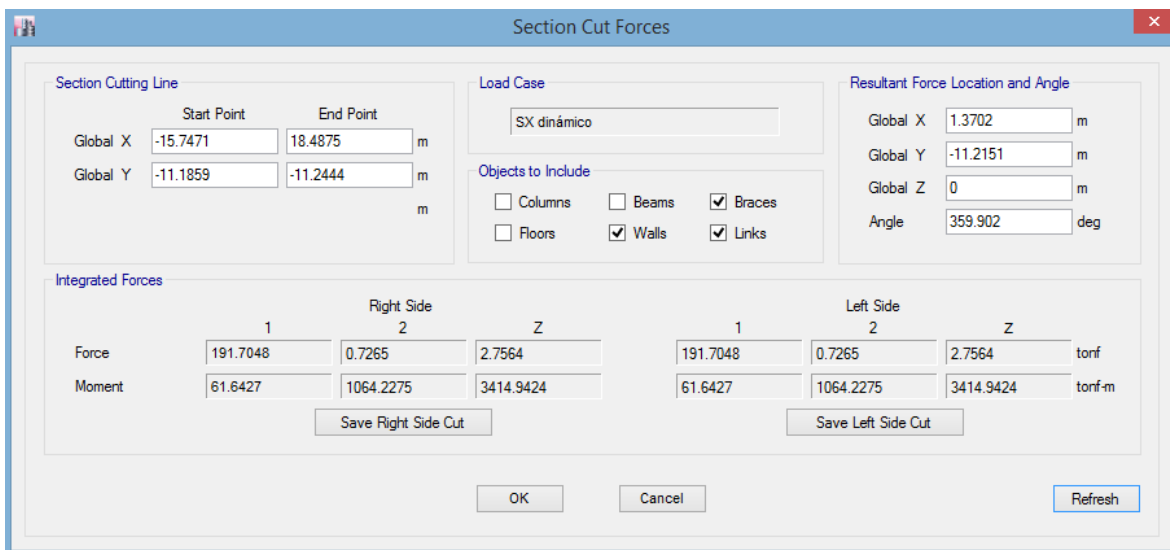 Section Cut Forces
Section Cutting Line
Start Point End Point
Global X -15.7471 18.4875 m
Global Y -11.1859 -11.2444 m
m
Load Case
SX dinámico
Objects to Include
Columns Beams Braces
Floors Walls Links
Resultant Force Location and Angle
Global X 1.3702 m
Global Y -11.2151 m
Global Z 0 m
Angle 359.902 deg
Integrated Forces
Right Side Left Side
1 2 Z 1 2 Z
Force 191.7048 0.7265 2.7564 191.7048 0.7265 2.7564 tonf
Moment 61.6427 1064.2275 3414.9424 61.6427 1064.2275 3414.9424 tonf-m
Save Right Side Cut Save Left Side Cut
OK Cancel Refresh